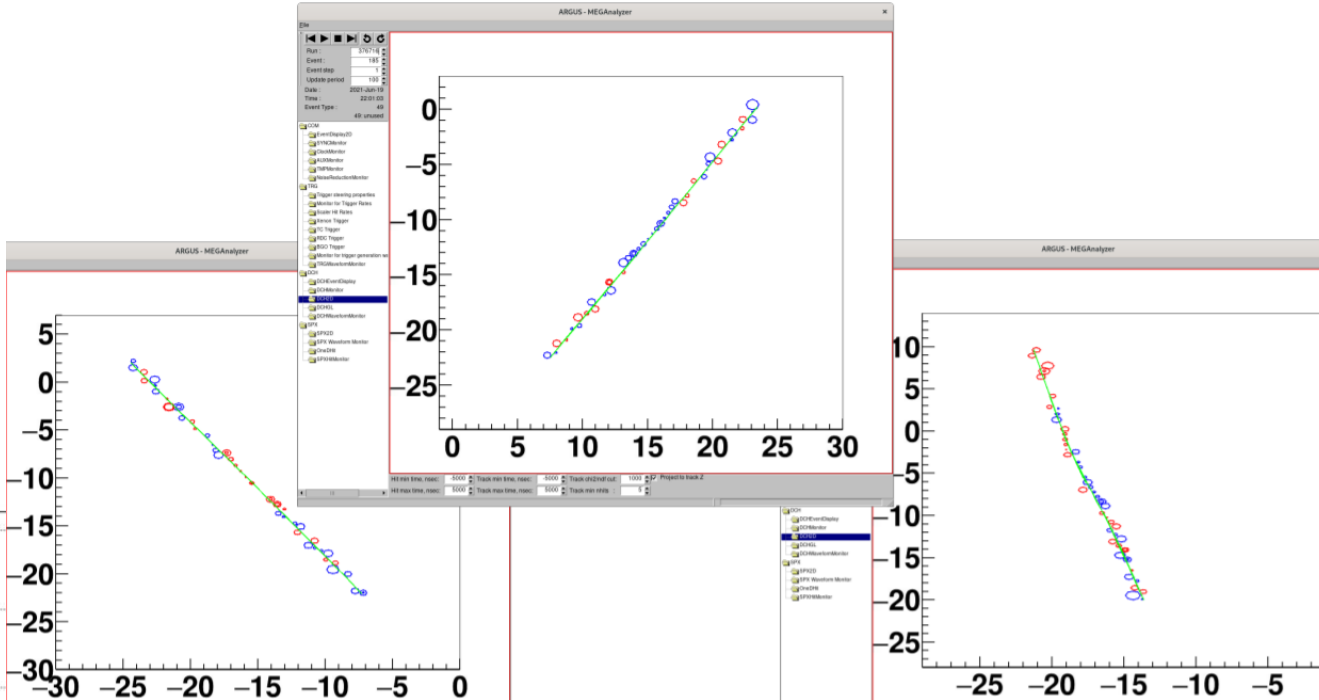 ARGUS - MEGAnalyzer
File
Run : 376716
Event : 185
Event step 1
Update period 100
Date : 2021-Jun-19
Time : 22:01:03
Event Type : 49
49: unused
COM
EventDisplay2D
SYNCMonitor
ClockMonitor
AUXMonitor
TMPMonitor
NoiseReductionMonitor
TRG
Trigger steering properties
Monitor for Trigger Rates
Scaler Hit Rates
Xenon Trigger
TC Trigger
RDC Trigger
BGO Trigger
Monitor for trigger generation
TRGWaveformMonitor
DCH
DCHEventDisplay
DCHMonitor
DCH2D
DCHGL
DCHWaveformMonitor
SPX
SPX2D
SPX Waveform Monitor
OneDHit
SPXHitMonitor
0
−5
−10
−15
−20
−25
0 5 10 15 20 25 30
Hit min time, nsec: -5000 Track min time, nsec: -5000 Track chi2/ndf cut: 1000 Project to track Z
Hit max time, nsec: 5000 Track max time, nsec: 5000 Track min nhits : 5
ARGUS - MEGAnalyzer
5
0
−5
−10
−15
−20
−25
−30
−30 −25 −20 −15 −10 −5 0
ARGUS - MEGAnalyzer
DCH
DCHEventDisplay
DCHMonitor
DCH2D
DCHGL
DCHWaveformMonitor
SPX
SPX2D
SPX Waveform Monitor
OneDHit
SPXHitMonitor
10
5
0
−5
−10
−15
−20
−25
−25 −20 −15 −10 −5